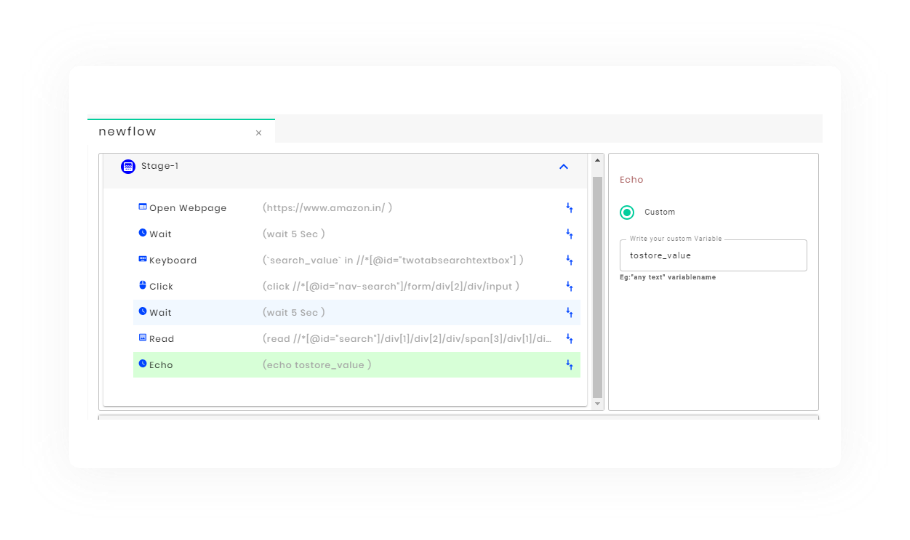 newflow ×
Stage-1
Open Webpage (https://www.amazon.in/ )
Wait (wait 5 Sec )
Keyboard (`search_value` in //*[@id="twotabsearchtextbox"] )
Click (click //*[@id="nav-search"]/form/div[2]/div/input )
Wait (wait 5 Sec )
Read (read //*[@id="search"]/div[1]/div[2]/div/span[3]/div[1]/di...
Echo (echo tostore_value )
Echo
Custom
Write your custom Variable
tostore_value
Eg:"any text" variablename